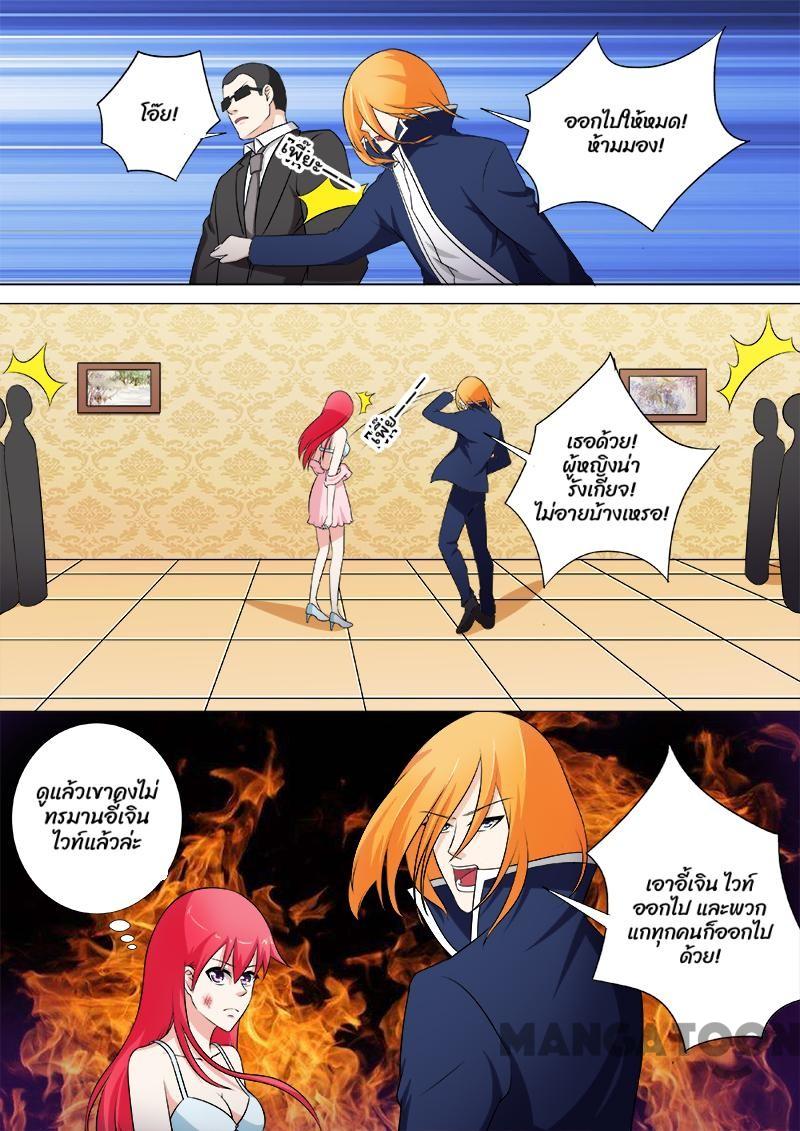 โอ๊ย!
เพี๊ยะ——
ออกไปให้หมด!
ห้ามมอง!
เพี๊ย———
เธอด้วย!
ผู้หญิงน่า
รังเกียจ!
ไม่อายบ้างเหรอ!
ดูแล้วเขาคงไม่
ทรมานอี้เจิน
ไวท์แล้วล่ะ
เอาอี้เจิน ไวท์
ออกไป และพวก
แกทุกคนก็ออกไป
ด้วย!
MANGATOON